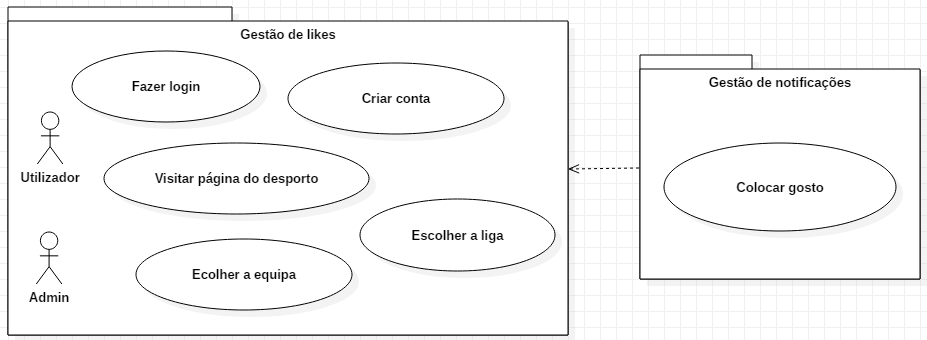 Gestão de likes
Fazer login
Criar conta
Utilizador
Visitar página do desporto
Escolher a liga
Ecolher a equipa
Admin
Gestão de notificações
Colocar gosto